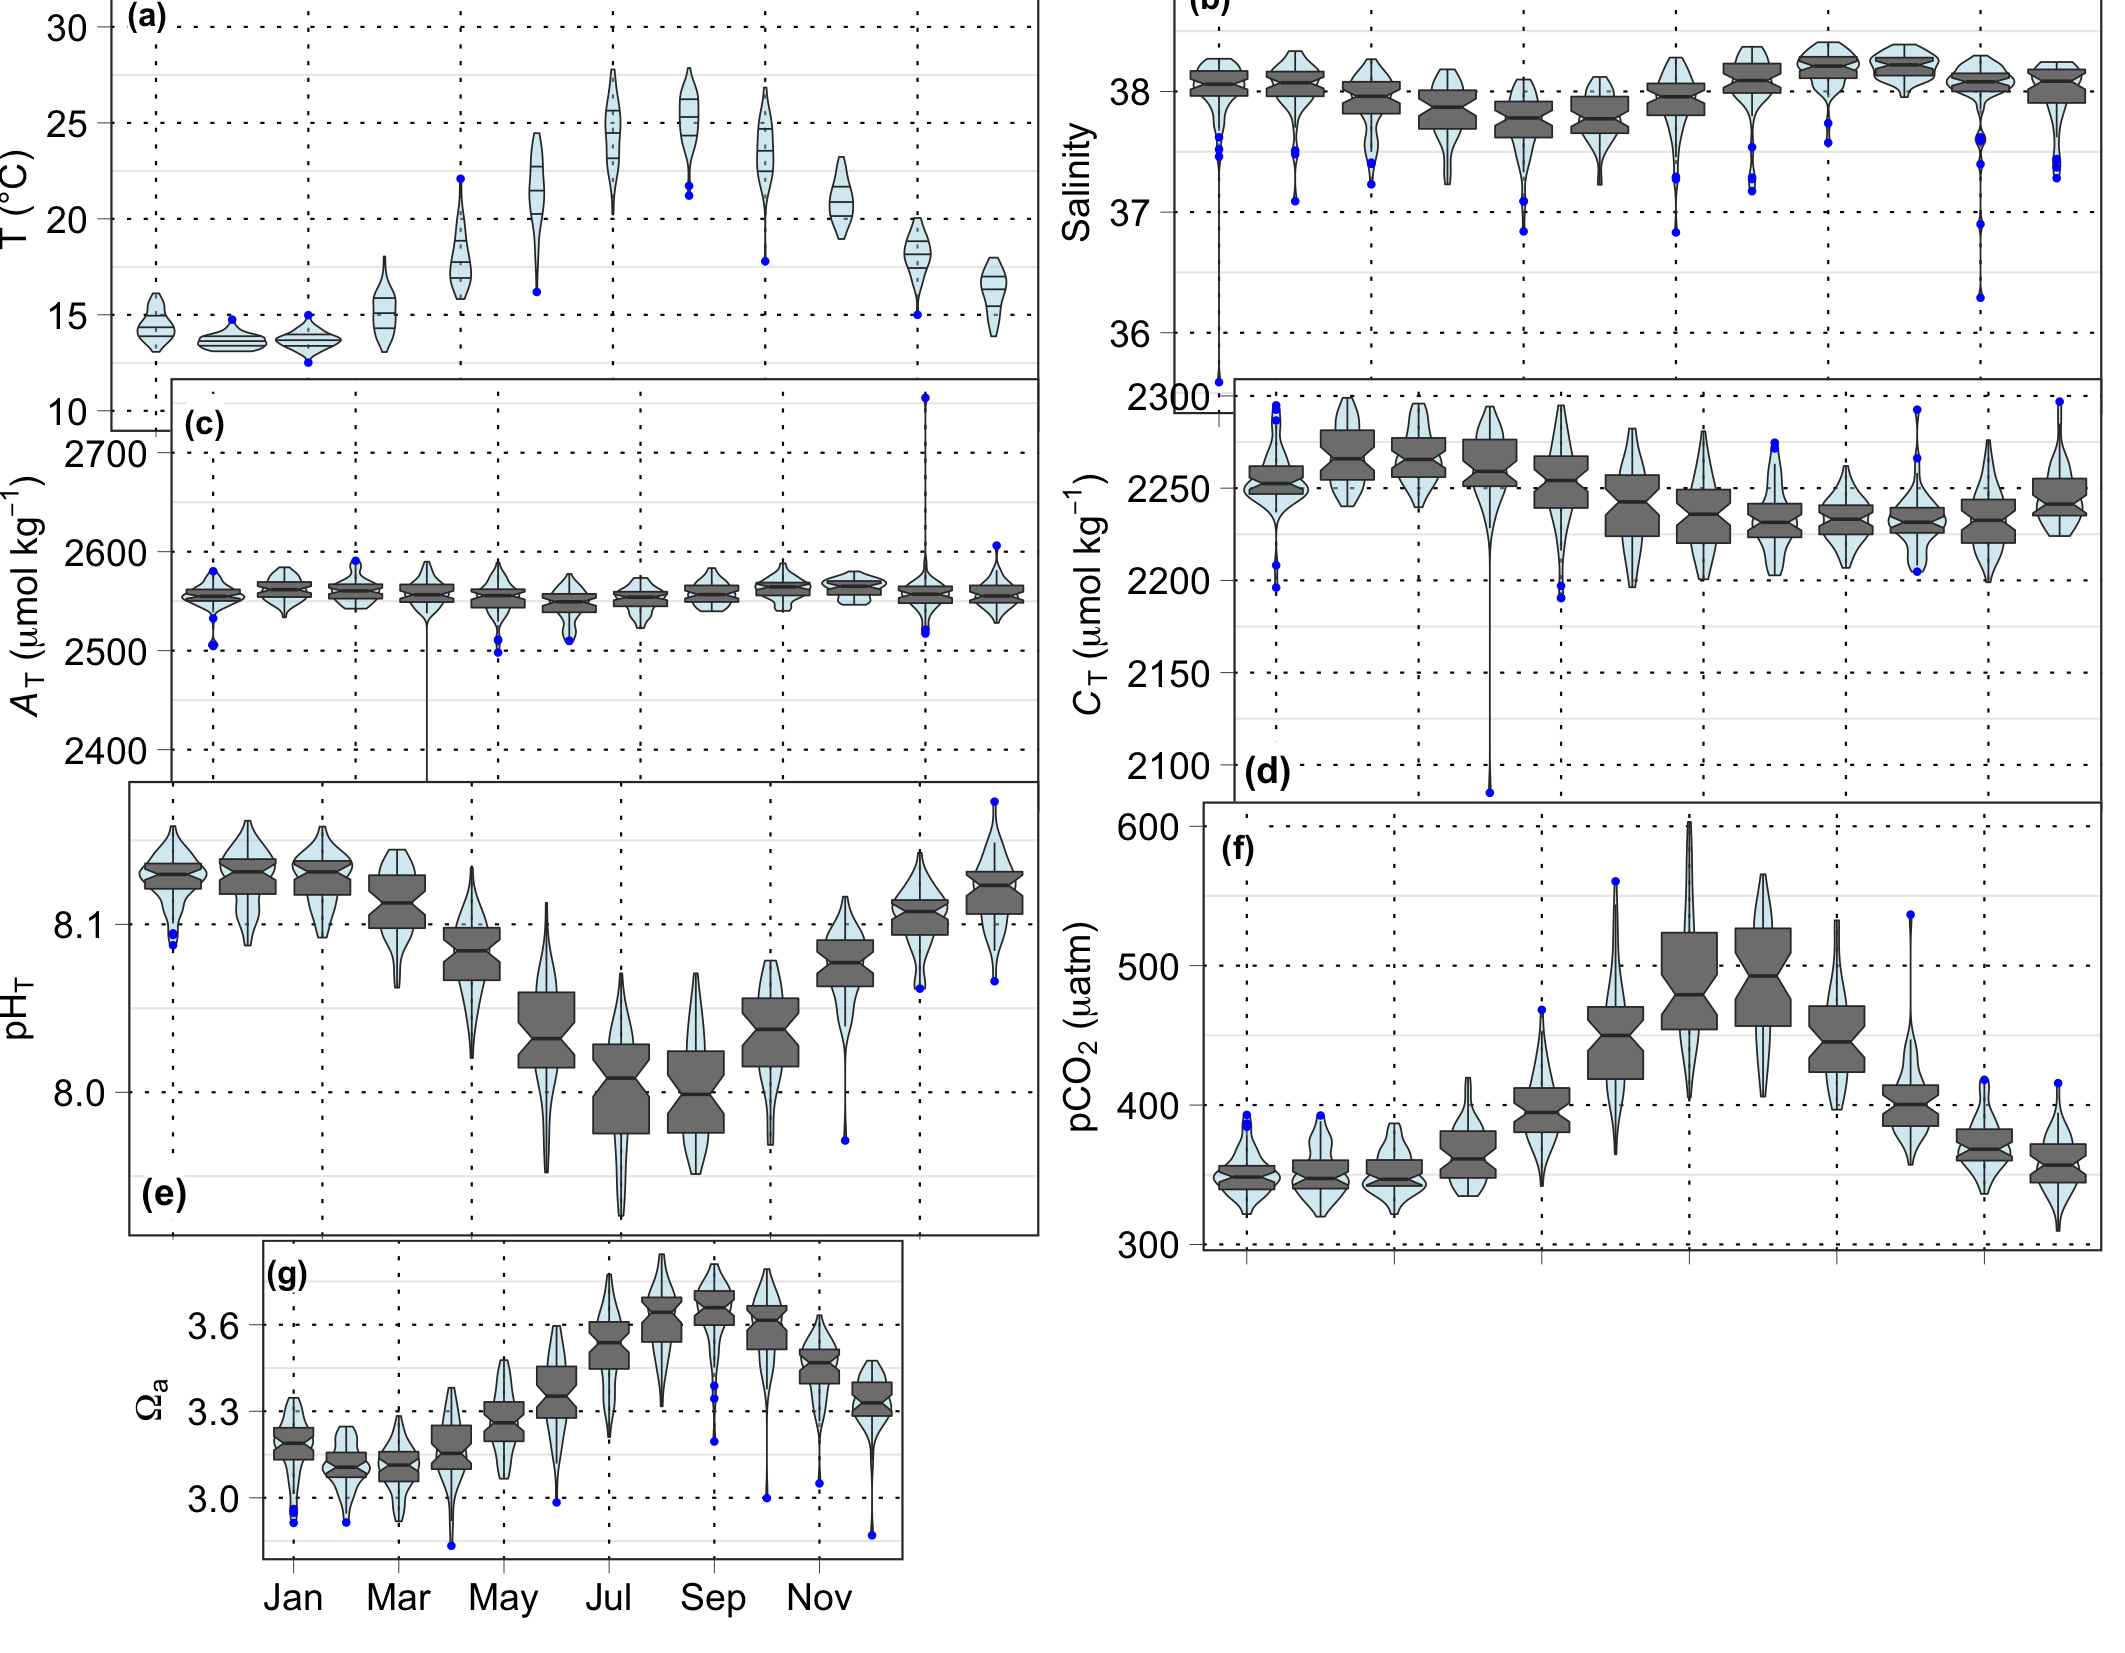 (a)
30
25
20
15
10
T (°C)
(b)
38
37
36
Salinity
(c)
2700
2600
2500
2400
A_T (μmol kg⁻¹)
2300
2250
2200
2150
2100
C_T (μmol kg⁻¹)
(d)
8.1
8.0
pH_T
(e)
600
500
400
300
pCO₂ (μatm)
(f)
(g)
3.6
3.3
3.0
Ωₐ
Jan Mar May Jul Sep Nov